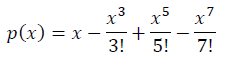 p(x) = x − x³/3! + x⁵/5! − x⁷/7!